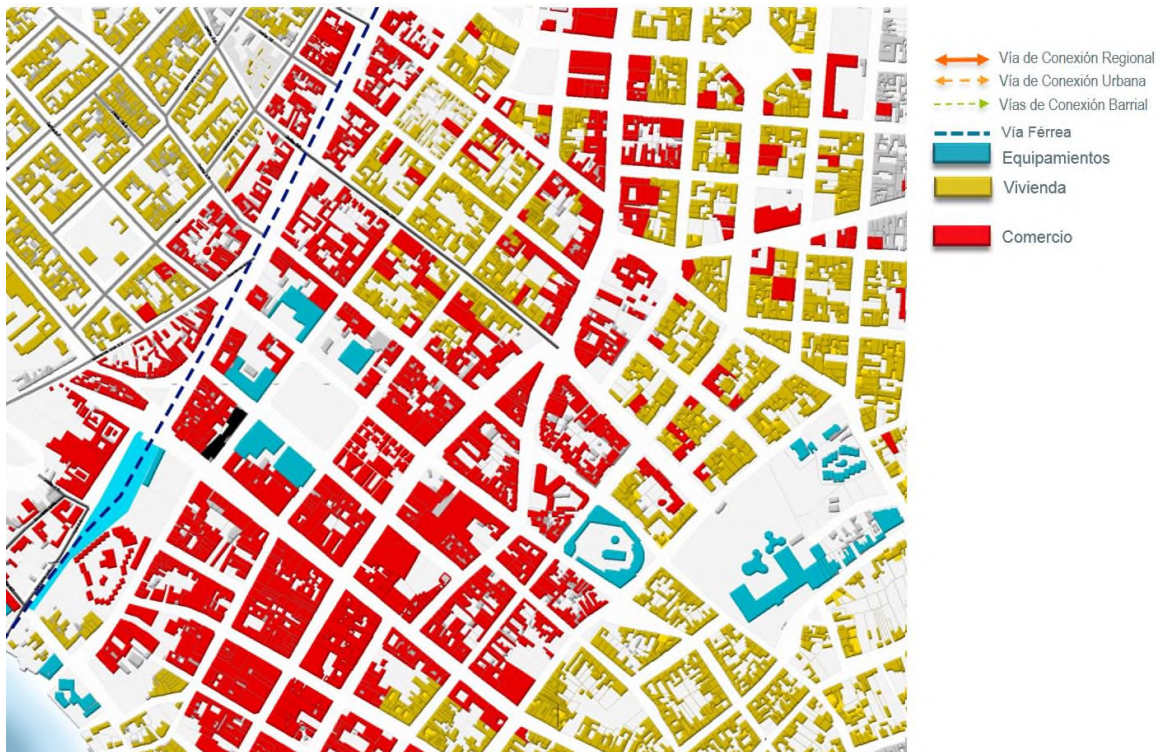 Vía de Conexión Regional
Vía de Conexión Urbana
Vías de Conexión Barrial
Vía Férrea
Equipamientos
Vivienda
Comercio